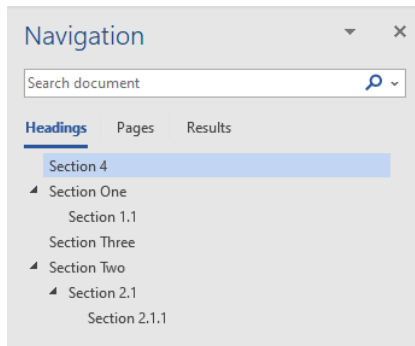 Navigation
Search document
Headings Pages Results
Section 4
Section One
Section 1.1
Section Three
Section Two
Section 2.1
Section 2.1.1